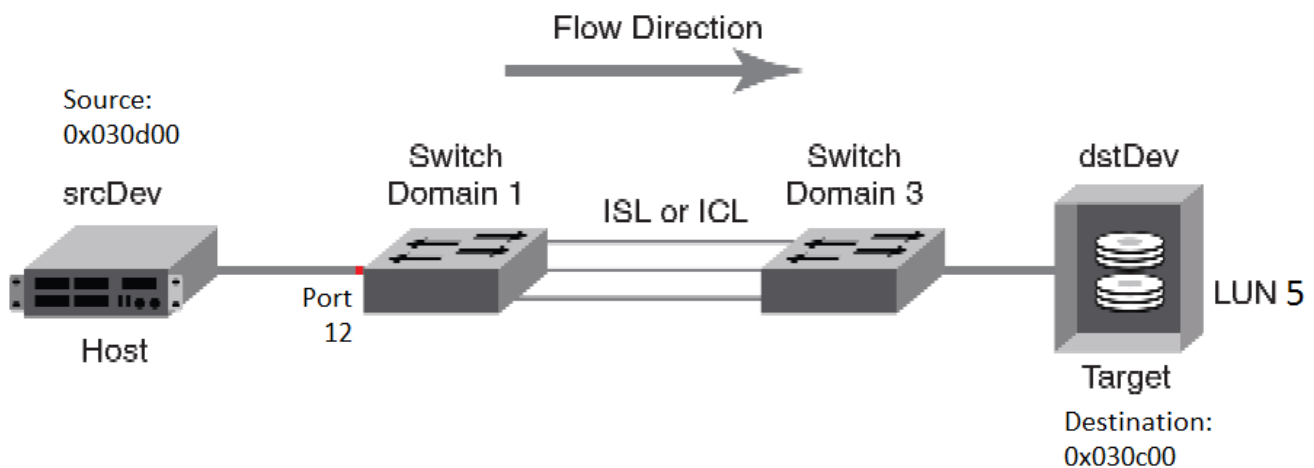 Flow Direction
Source:
0x030d00
srcDev
Switch
Domain 1
ISL or ICL
Switch
Domain 3
dstDev
Port
12
LUN 5
Host
Target
Destination:
0x030c00